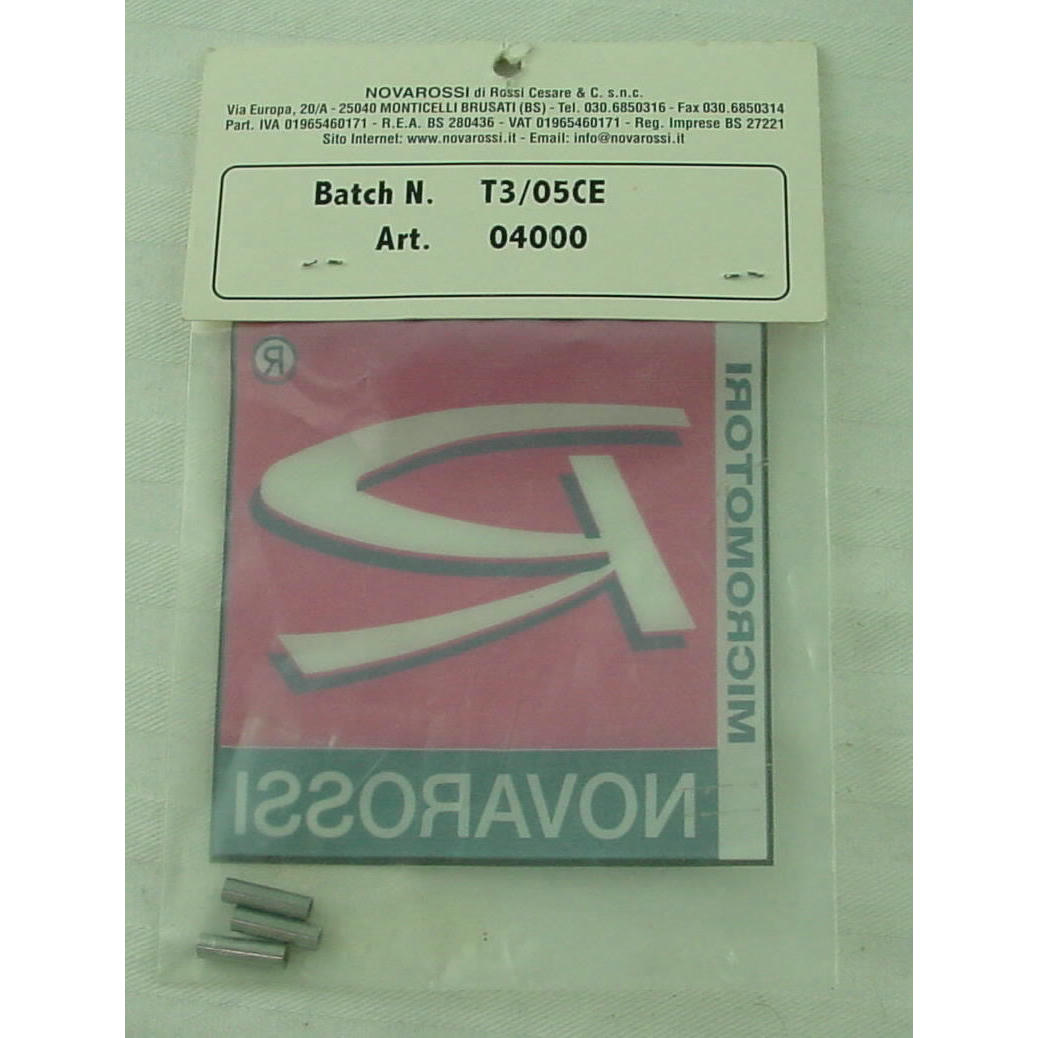 NOVAROSSI di Rossi Cesare & C. s.n.c.
Via Europa, 20/A - 25040 MONTICELLI BRUSATI (BS) - Tel. 030.6850316 - Fax 030.6850314
Part. IVA 01965460171 - R.E.A. BS 280436 - VAT 01965460171 - Reg. Imprese BS 27221
Sito Internet: www.novarossi.it - Email: info@novarossi.it
Batch N. T3/05CE
Art. 04000
®
MICROMOTORI
NOVAROSSI